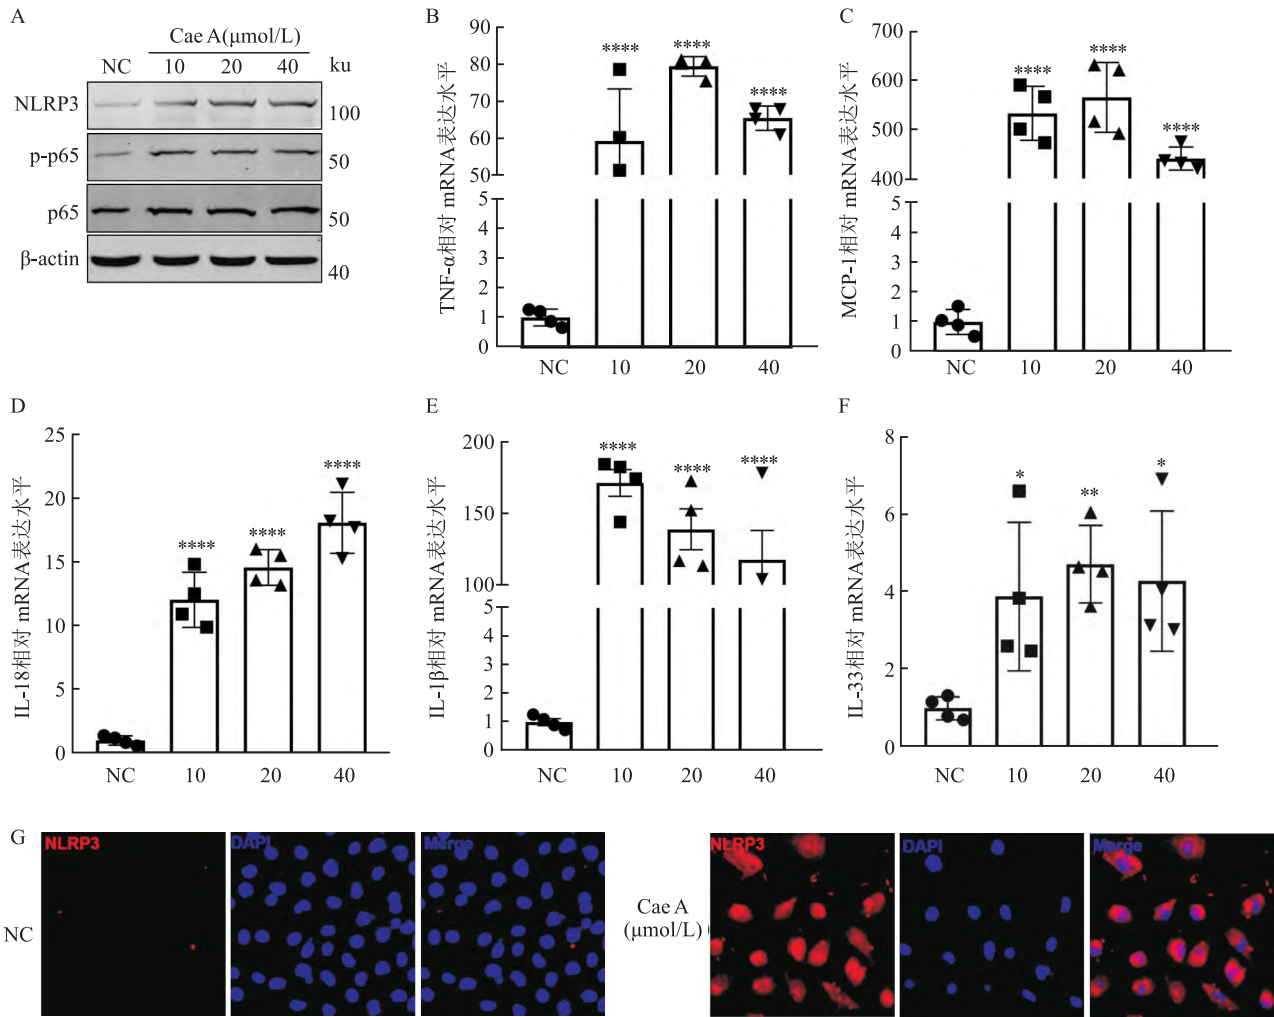 A
Cae A(μmol/L)
NC 10 20 40 ku
NLRP3 100
p-p65 50
p65 50
β-actin 40
B
TNF-α相对 mRNA表达水平
90
80
70
60
50
5
4
3
2
1
0
**** **** ****
NC 10 20 40
C
MCP-1相对 mRNA表达水平
700
600
500
400
5
4
3
2
1
0
**** **** ****
NC 10 20 40
D
IL-18相对 mRNA表达水平
25
20
15
10
5
0
**** **** ****
NC 10 20 40
E
IL-1β相对 mRNA表达水平
200
150
100
5
4
3
2
1
0
**** **** ****
NC 10 20 40
F
IL-33相对 mRNA表达水平
8
6
4
2
0
* ** *
NC 10 20 40
G
NC
NLRP3 DAPI Merge
Cae A
(μmol/L)
NLRP3 DAPI Merge